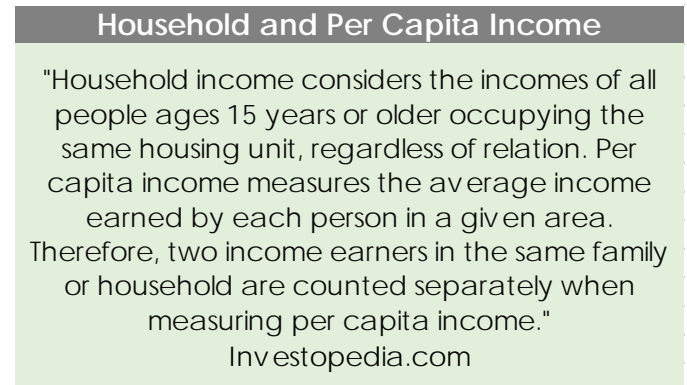 Household and Per Capita Income
"Household income considers the incomes of all
people ages 15 years or older occupying the
same housing unit, regardless of relation. Per
capita income measures the average income
earned by each person in a given area.
Therefore, two income earners in the same family
or household are counted separately when
measuring per capita income."
Investopedia.com